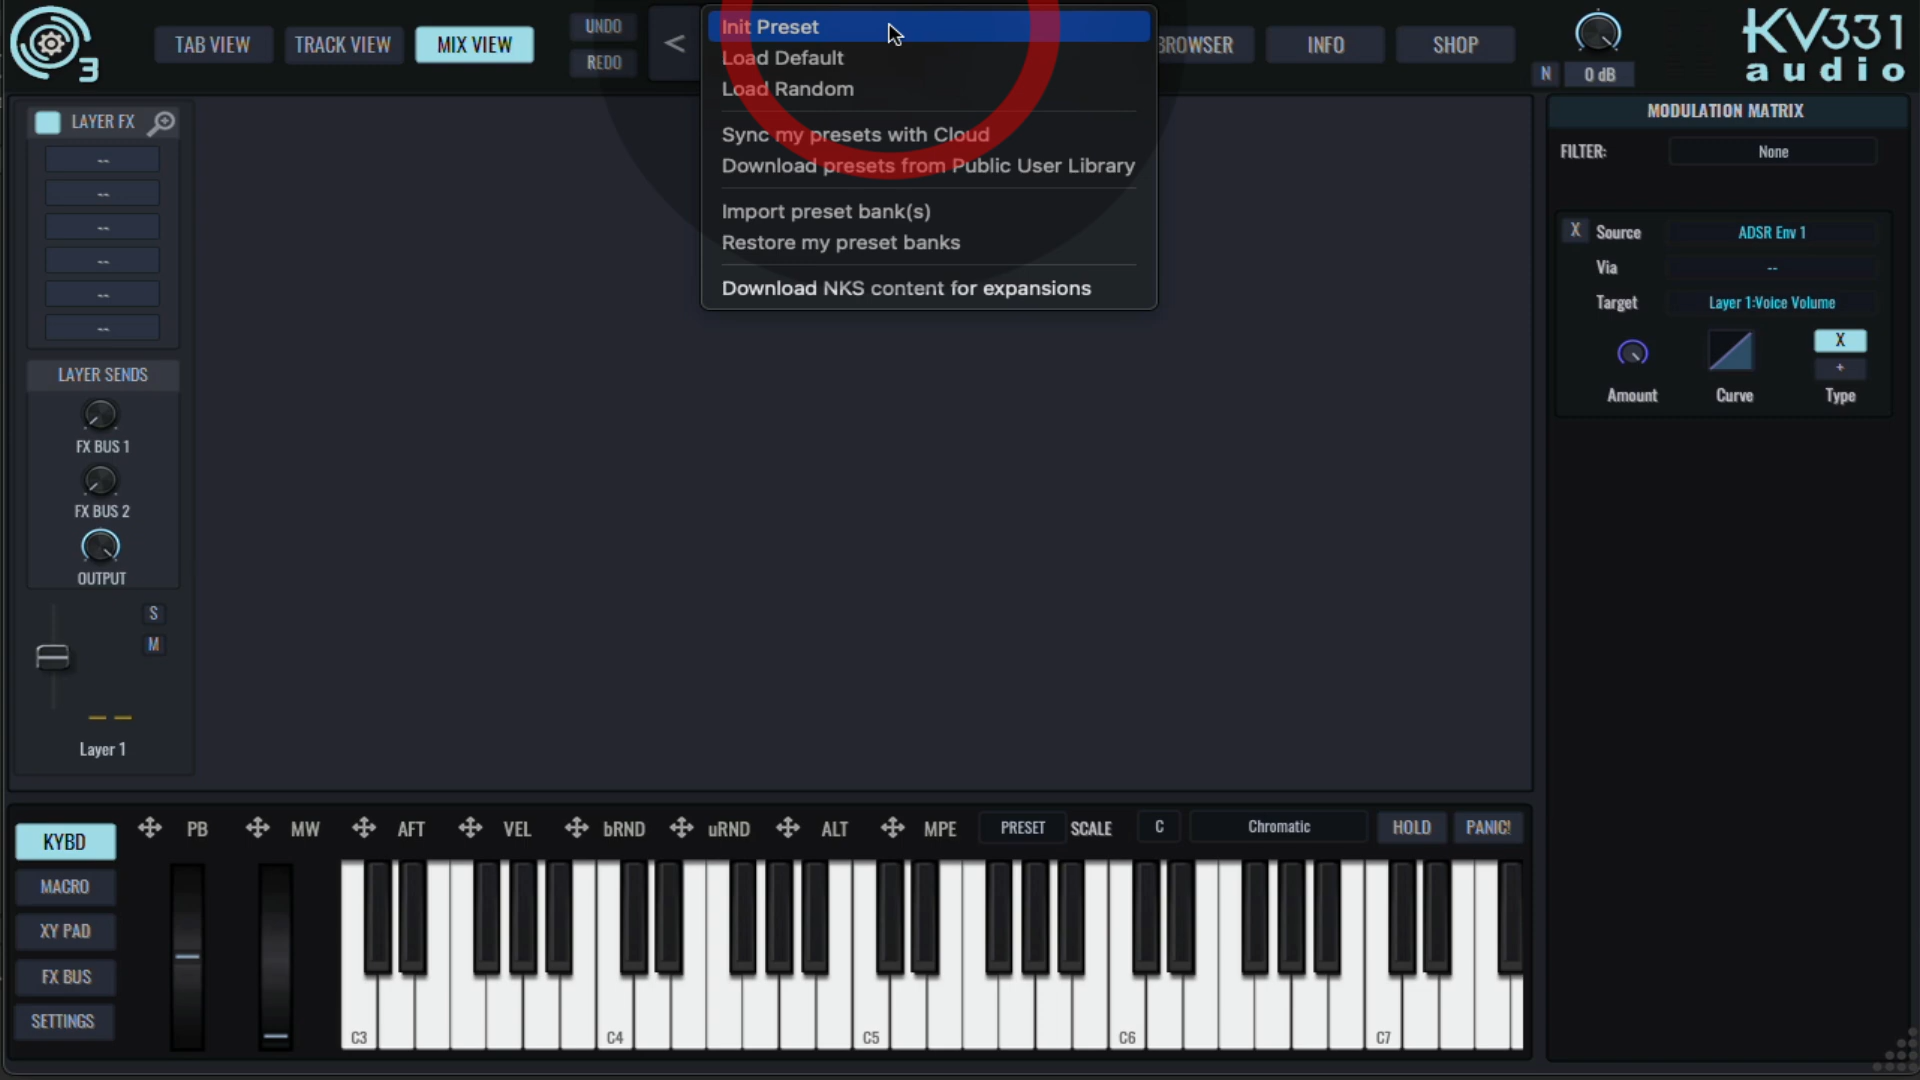 3
TAB VIEW
TRACK VIEW
MIX VIEW
UNDO
REDO
<
Init Preset
Load Default
Load Random
Sync my presets with Cloud
Download presets from Public User Library
Import preset bank(s)
Restore my preset banks
Download NKS content for expansions
BROWSER
INFO
SHOP
N
0 dB
KV331
audio
LAYER FX
--
--
--
--
--
--
LAYER SENDS
FX BUS 1
FX BUS 2
OUTPUT
S
M
Layer 1
MODULATION MATRIX
FILTER:
None
X
Source
ADSR Env 1
Via
--
Target
Layer 1:Voice Volume
X
+
Amount
Curve
Type
KYBD
MACRO
XY PAD
FX BUS
SETTINGS
PB
MW
AFT
VEL
bRND
uRND
ALT
MPE
PRESET
SCALE
C
Chromatic
HOLD
PANIC!
C3
C4
C5
C6
C7